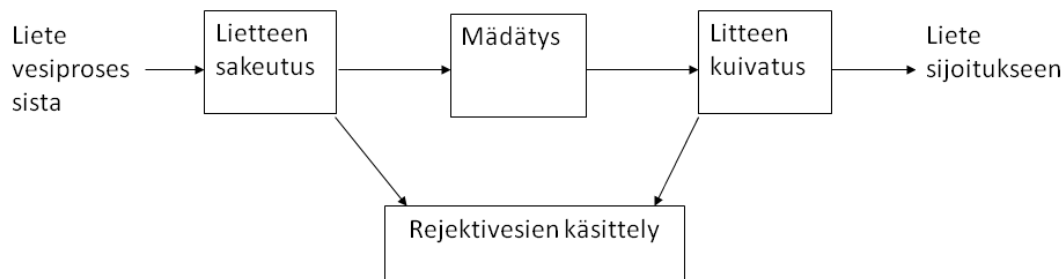 Liete
vesiproses
sista
Lietteen
sakeutus
Mädätys
Litteen
kuivatus
Liete
sijoitukseen
Rejektivesien käsittely